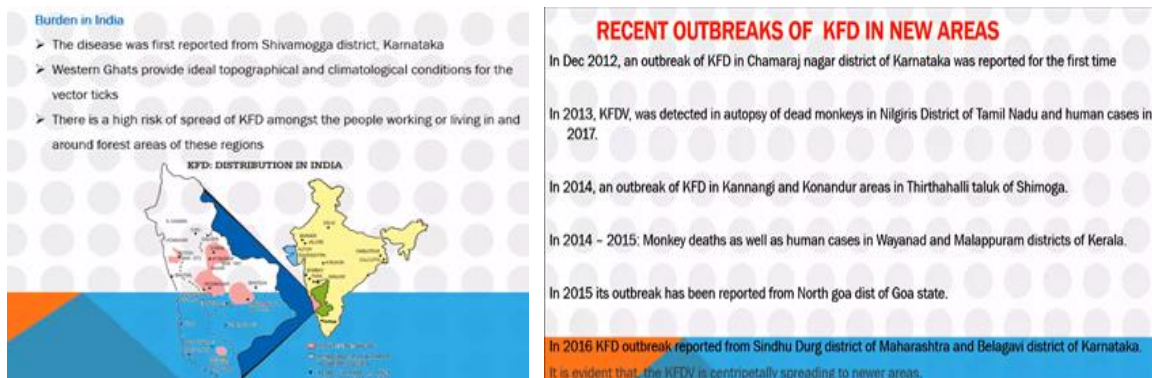 Burden in India
➤ The disease was first reported from Shivamogga district, Karnataka
➤ Western Ghats provide ideal topographical and climatological conditions for the
vector ticks
➤ There is a high risk of spread of KFD amongst the people working or living in and
around forest areas of these regions
KFD: DISTRIBUTION IN INDIA
RECENT OUTBREAKS OF KFD IN NEW AREAS
In Dec 2012, an outbreak of KFD in Chamaraj nagar district of Karnataka was reported for the first time
In 2013, KFDV, was detected in autopsy of dead monkeys in Nilgiris District of Tamil Nadu and human cases in
2017.
In 2014, an outbreak of KFD in Kannangi and Konandur areas in Thirthahalli taluk of Shimoga.
In 2014 – 2015: Monkey deaths as well as human cases in Wayanad and Malappuram districts of Kerala.
In 2015 its outbreak has been reported from North goa dist of Goa state.
In 2016 KFD outbreak reported from Sindhu Durg district of Maharashtra and Belagavi district of Karnataka.
It is evident that, the KFDV is centripetally spreading to newer areas.